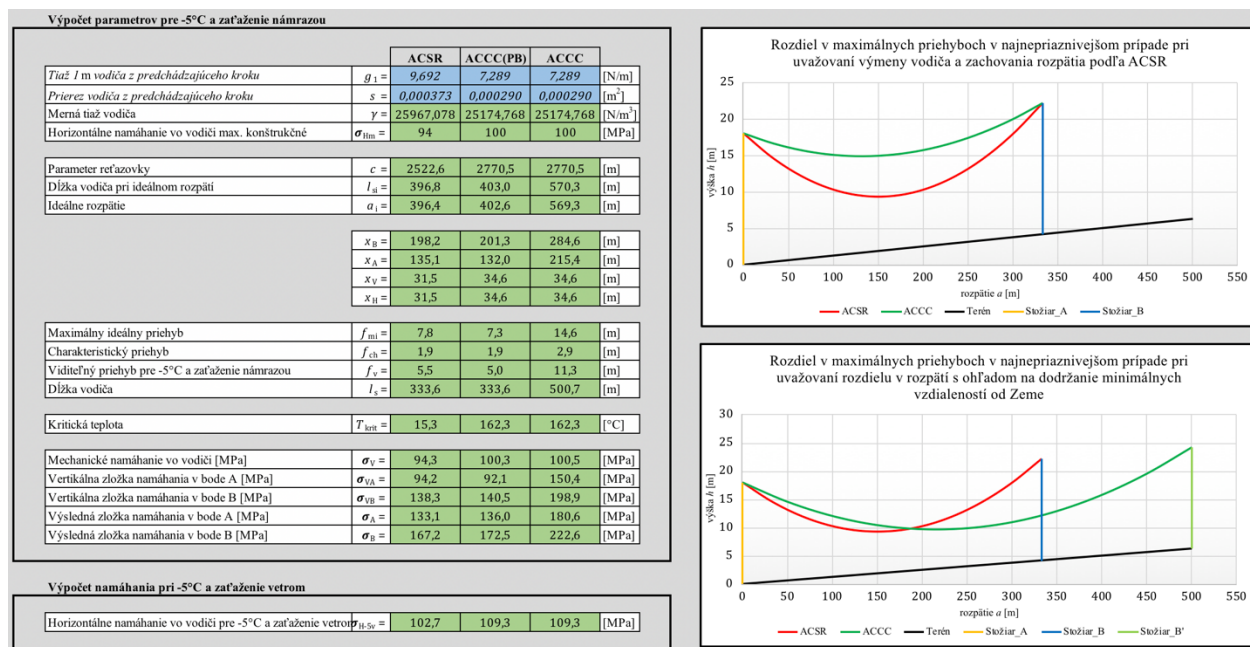 Výpočet parametrov pre -5°C a zaťaženie námrazou
ACSR ACCC(PB) ACCC
Tiaž 1 m vodiča z predchádzajúceho kroku g₁ = 9,692 7,289 7,289 [N/m]
Prierez vodiča z predchádzajúceho kroku s = 0,000373 0,000290 0,000290 [m²]
Merná tiaž vodiča γ = 25967,078 25174,768 25174,768 [N/m³]
Horizontálne namáhanie vo vodiči max. konštrukčné σHm = 94 100 100 [MPa]
Parameter reťazovky c = 2522,6 2770,5 2770,5 [m]
Dĺžka vodiča pri ideálnom rozpätí lsi = 396,8 403,0 570,3 [m]
Ideálne rozpätie ai = 396,4 402,6 569,3 [m]
xB = 198,2 201,3 284,6 [m]
xA = 135,1 132,0 215,4 [m]
xV = 31,5 34,6 34,6 [m]
xH = 31,5 34,6 34,6 [m]
Maximálny ideálny priehyb fmi = 7,8 7,3 14,6 [m]
Charakteristický priehyb fch = 1,9 1,9 2,9 [m]
Viditeľný priehyb pre -5°C a zaťaženie námrazou fv = 5,5 5,0 11,3 [m]
Dĺžka vodiča ls = 333,6 333,6 500,7 [m]
Kritická teplota Tkrit = 15,3 162,3 162,3 [°C]
Mechanické namáhanie vo vodiči [MPa] σV = 94,3 100,3 100,5 [MPa]
Vertikálna zložka namáhania v bode A [MPa] σVA = 94,2 92,1 150,4 [MPa]
Vertikálna zložka namáhania v bode B [MPa] σVB = 138,3 140,5 198,9 [MPa]
Výsledná zložka namáhania v bode A [MPa] σA = 133,1 136,0 180,6 [MPa]
Výsledná zložka namáhania v bode B [MPa] σB = 167,2 172,5 222,6 [MPa]
Výpočet namáhania pri -5°C a zaťaženie vetrom
Horizontálne namáhanie vo vodiči pre -5°C a zaťaženie vetrom σH-5v = 102,7 109,3 109,3 [MPa]
Rozdiel v maximálnych priehyboch v najnepriaznivejšom prípade pri
uvažovaní výmeny vodiča a zachovania rozpätia podľa ACSR
výška h [m]
25
20
15
10
5
0
0 50 100 150 200 250 300 350 400 450 500 550
rozpätie a [m]
ACSR ACCC Terén Stožiar_A Stožiar_B
Rozdiel v maximálnych priehyboch v najnepriaznivejšom prípade pri
uvažovaní rozdielu v rozpätí s ohľadom na dodržanie minimálnych
vzdialeností od Zeme
výška h [m]
30
25
20
15
10
5
0
0 50 100 150 200 250 300 350 400 450 500 550
rozpätie a [m]
ACSR ACCC Terén Stožiar_A Stožiar_B Stožiar_B'